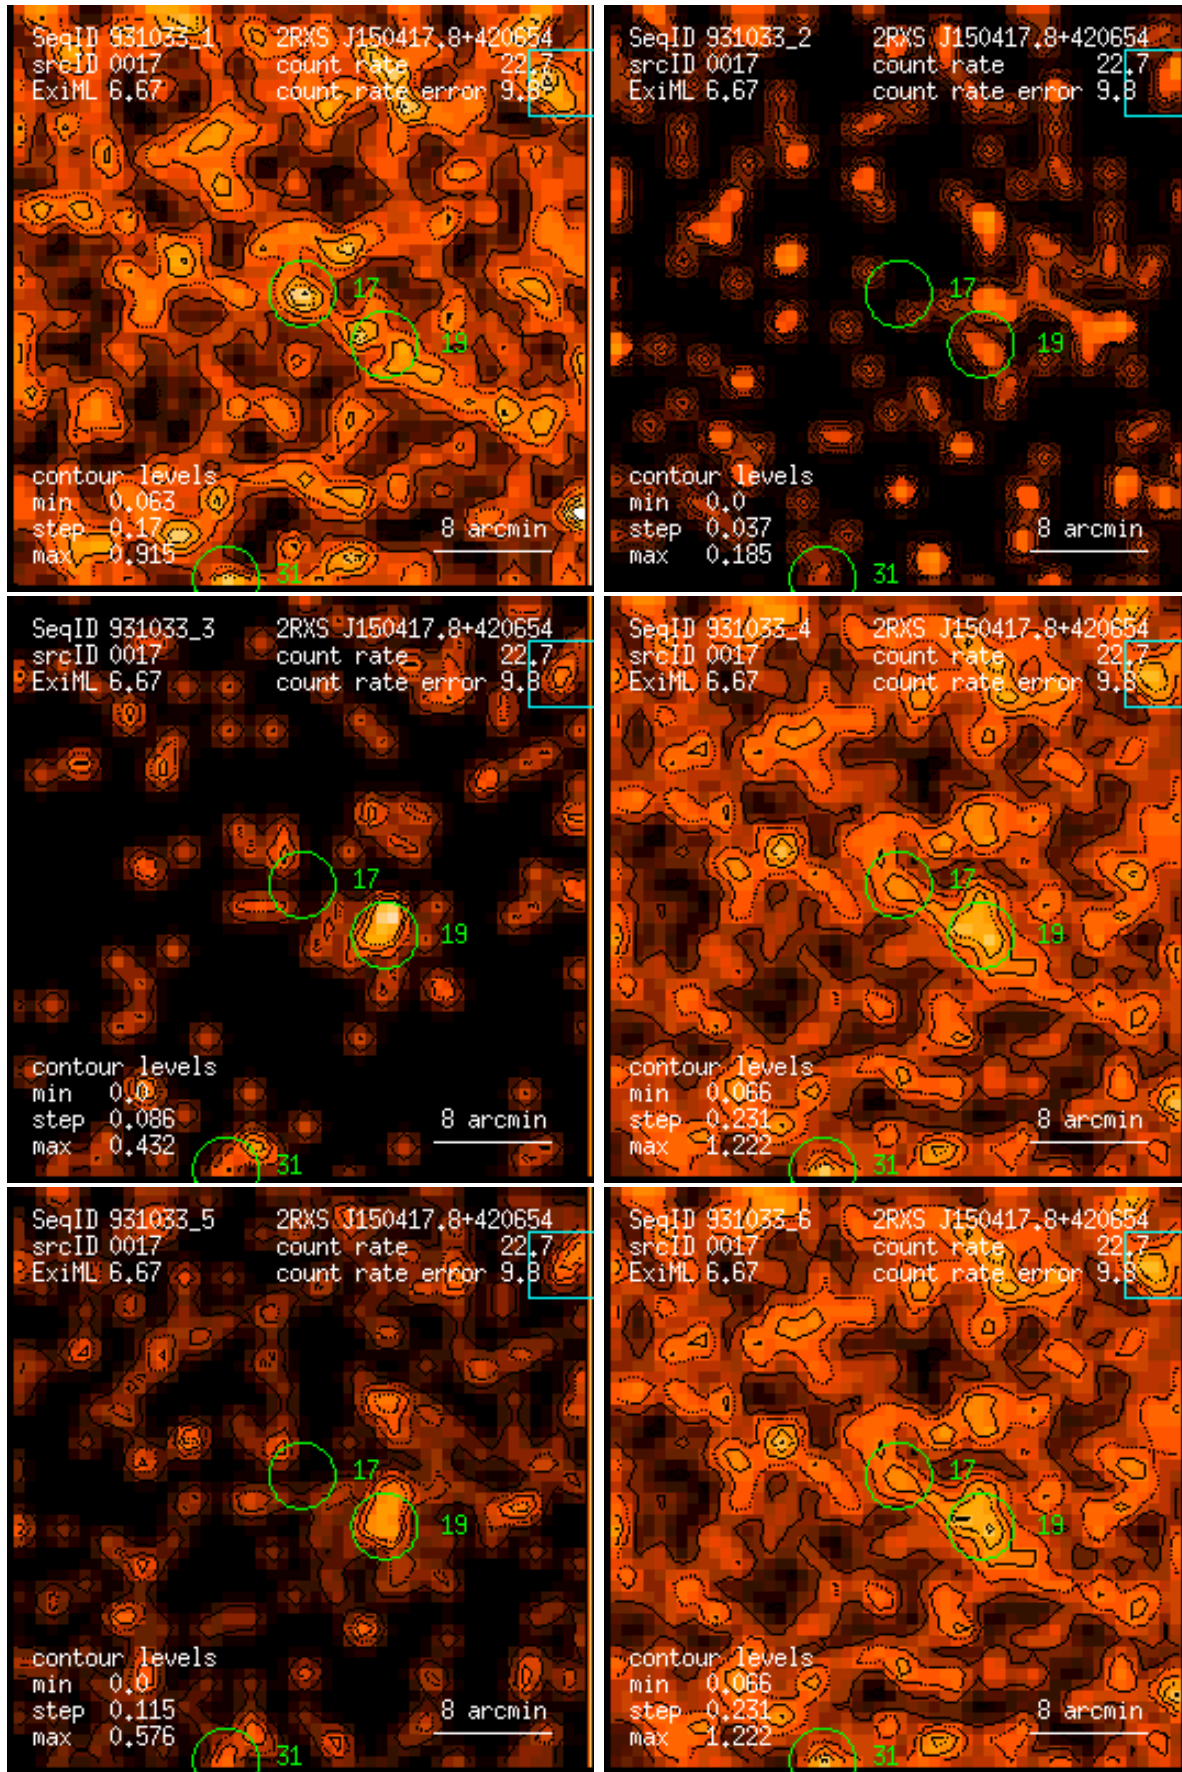 SeqID 931033_1 2RXS J150417.8+420654
srcID 0017 count rate 22.7
ExiML 6.67 count rate error 9.8
17
19
contour levels
min 0.063
step 0.17
max 0.915
8 arcmin
31
SeqID 931033_2 2RXS J150417.8+420654
srcID 0017 count rate 22.7
ExiML 6.67 count rate error 9.8
17
19
contour levels
min 0.0
step 0.037
max 0.185
8 arcmin
31
SeqID 931033_3 2RXS J150417.8+420654
srcID 0017 count rate 22.7
ExiML 6.67 count rate error 9.8
17
19
contour levels
min 0.0
step 0.086
max 0.432
8 arcmin
31
SeqID 931033_4 2RXS J150417.8+420654
srcID 0017 count rate 22.7
ExiML 6.67 count rate error 9.8
17
19
contour levels
min 0.066
step 0.231
max 1.222
8 arcmin
31
SeqID 931033_5 2RXS J150417.8+420654
srcID 0017 count rate 22.7
ExiML 6.67 count rate error 9.8
17
19
contour levels
min 0.0
step 0.115
max 0.576
8 arcmin
31
SeqID 931033_6 2RXS J150417.8+420654
srcID 0017 count rate 22.7
ExiML 6.67 count rate error 9.8
17
19
contour levels
min 0.066
step 0.231
max 1.222
8 arcmin
31